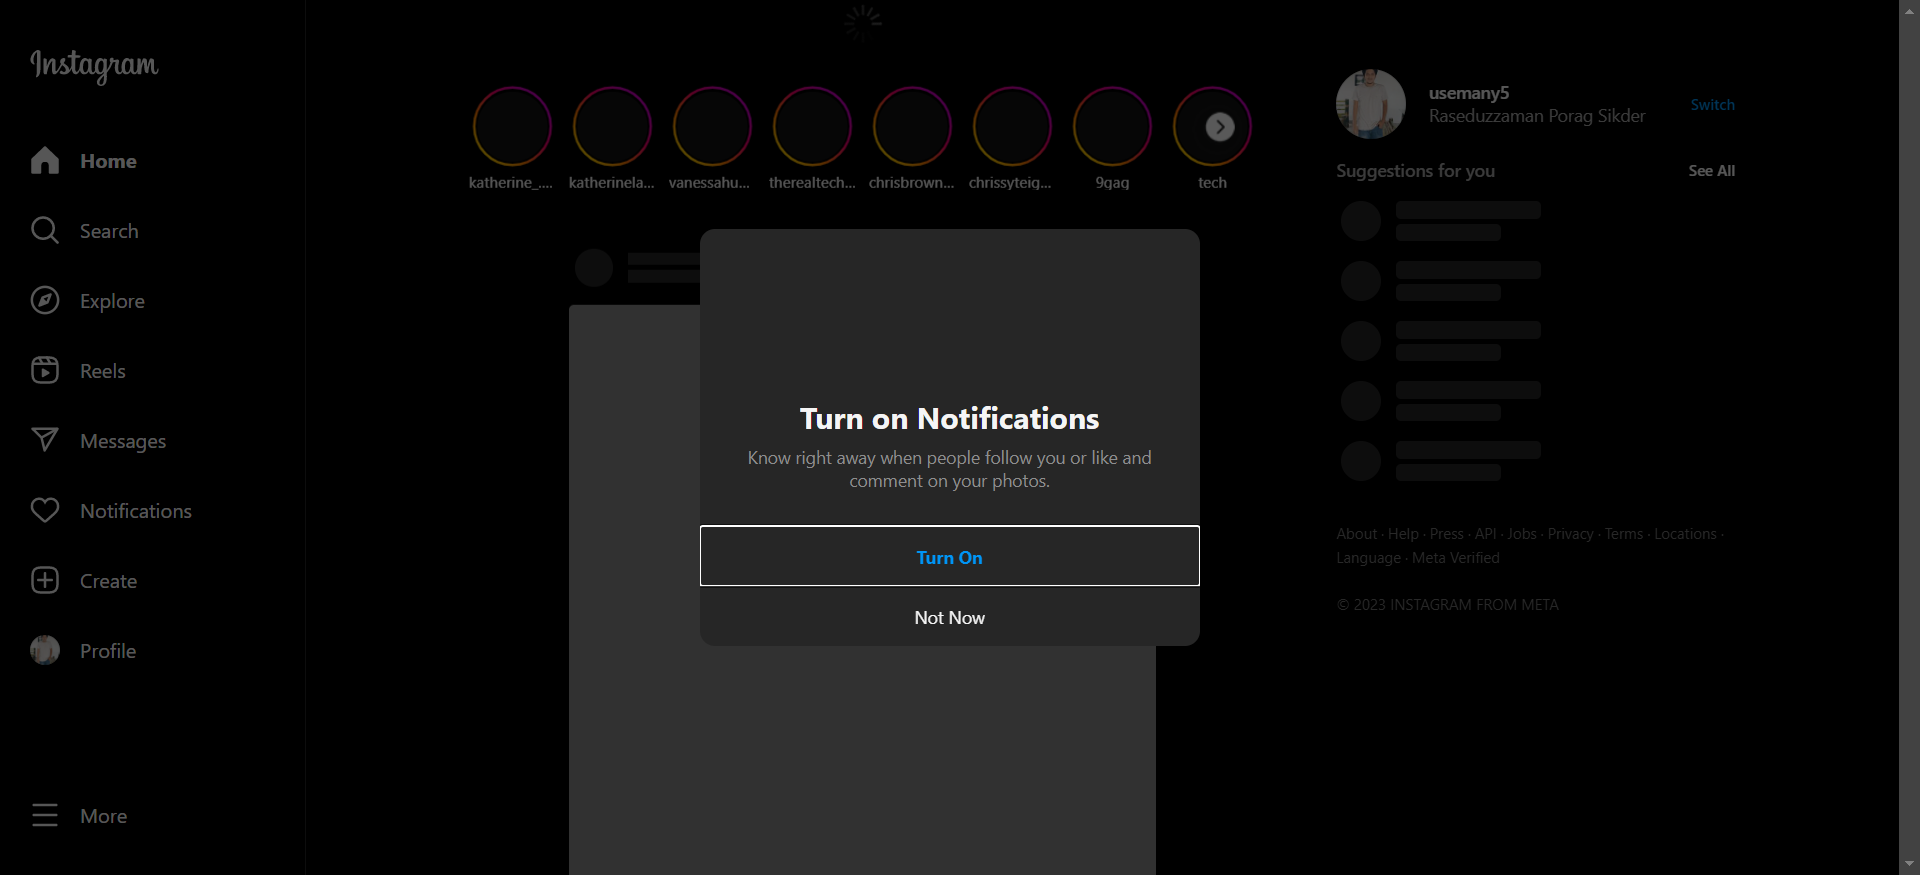 Instagram
Home
Search
Explore
Reels
Messages
Notifications
Create
Profile
More
katherine_....
katherinela...
vanessahu...
therealtech...
chrisbrown...
chrissyteig...
9gag
tech
Turn on Notifications
Know right away when people follow you or like and
comment on your photos.
Turn On
Not Now
usemany5
Raseduzzaman Porag Sikder
Switch
Suggestions for you
See All
About · Help · Press · API · Jobs · Privacy · Terms · Locations ·
Language · Meta Verified
© 2023 INSTAGRAM FROM META